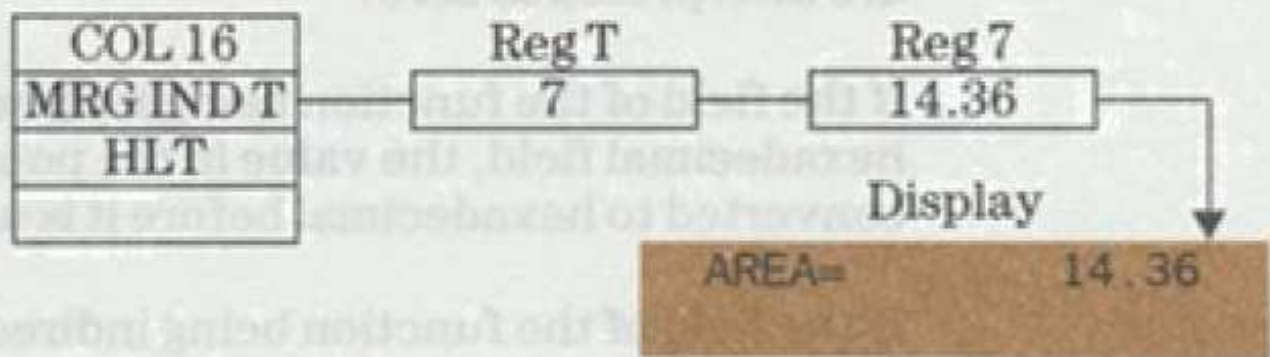 COL 16
MRG IND T
HLT
Reg T
7
Reg 7
14.36
Display
AREA= 14.36